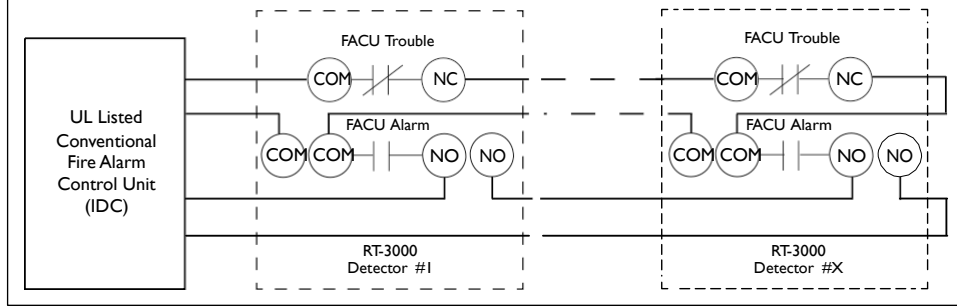 FACU Trouble
COM
NC
FACU Alarm
COM
COM
NO
NO
RT-3000
Detector #1
FACU Trouble
COM
NC
FACU Alarm
COM
COM
NO
NO
RT-3000
Detector #X
UL Listed
Conventional
Fire Alarm
Control Unit
(IDC)